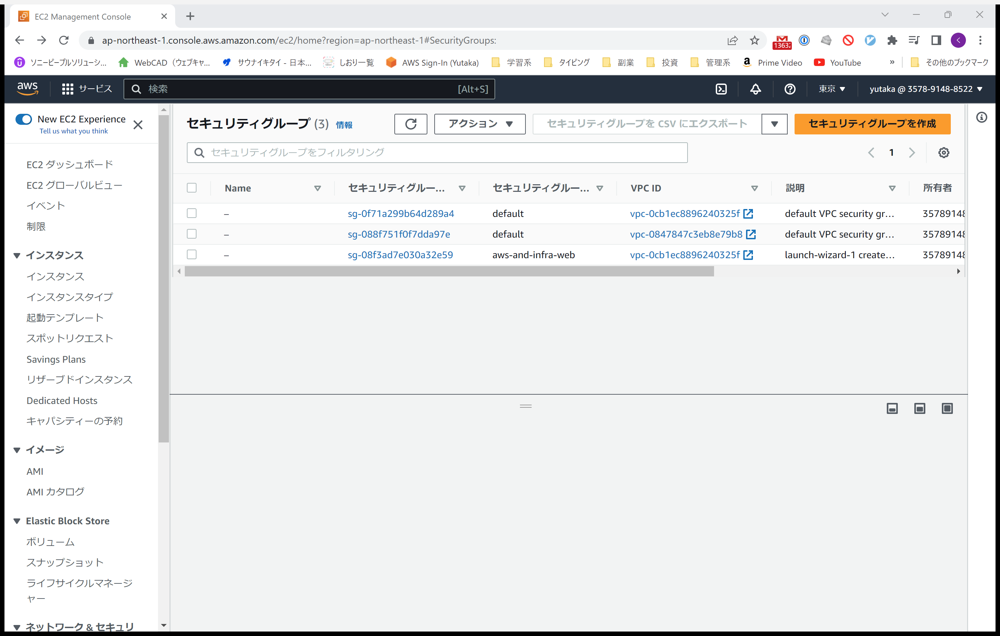 EC2 Management Console
ap-northeast-1.console.aws.amazon.com/ec2/home?region=ap-northeast-1#SecurityGroups:
ソニーピープルソリューシ... WebCAD（ウェブキャ... サウナイキタイ - 日本... しおり一覧 AWS Sign-In (Yutaka) 学習系 タイピング 副業 投資 管理系 Prime Video YouTube » その他のブックマーク
aws サービス 検索 [Alt+S] 東京 yutaka @ 3578-9148-8522
New EC2 Experience
Tell us what you think
EC2 ダッシュボード
EC2 グローバルビュー
イベント
制限
インスタンス
インスタンス
インスタンスタイプ
起動テンプレート
スポットリクエスト
Savings Plans
リザーブドインスタンス
Dedicated Hosts
キャパシティーの予約
イメージ
AMI
AMI カタログ
Elastic Block Store
ボリューム
スナップショット
ライフサイクルマネージ
ャー
ネットワーク & セキュリ
セキュリティグループ (3) 情報 アクション セキュリティグループを CSV にエクスポート セキュリティグループを作成
セキュリティグループをフィルタリング 1
Name セキュリティグルー... セキュリティグルー... VPC ID 説明 所有者
– sg-0f71a299b64d289a4 default vpc-0cb1ec8896240325f default VPC security gr... 35789148
– sg-088f751f0f7dda97e default vpc-0847847c3eb8e79b8 default VPC security gr... 35789148
– sg-08f3ad7e030a32e59 aws-and-infra-web vpc-0cb1ec8896240325f launch-wizard-1 create... 35789148